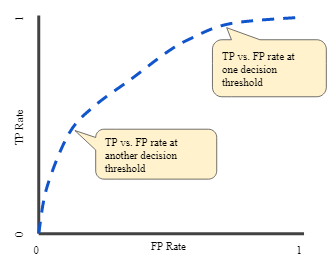 1
TP vs. FP rate at
one decision
threshold
TP Rate
TP vs. FP rate at
another decision
threshold
0
0
FP Rate
1